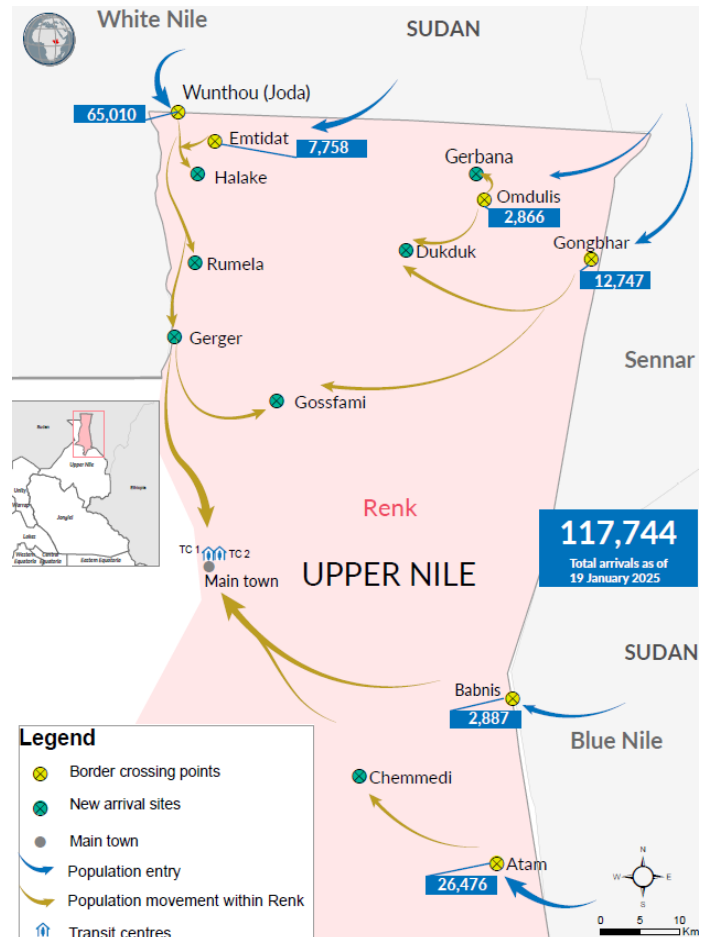 White Nile
SUDAN
Wunthou (Joda)
65,010
Emtidat
7,758
Halake
Gerbana
Omdulis
2,866
Gongbhar
Dukduk
12,747
Rumela
Gerger
Sennar
Gossfami
Sudan
Upper Nile
Ethiopia
Unity
Warrap
Jonglei
Lakes
Western
Equatoria
Central
Equatoria
Eastern Equatoria
Renk
117,744
Total arrivals as of
19 January 2025
TC 1
TC 2
Main town
UPPER NILE
SUDAN
Babnis
2,887
Blue Nile
Chemmedi
Atam
26,476
Legend
Border crossing points
New arrival sites
Main town
Population entry
Population movement within Renk
Transit centres
N
W
E
S
0 5 10
Km